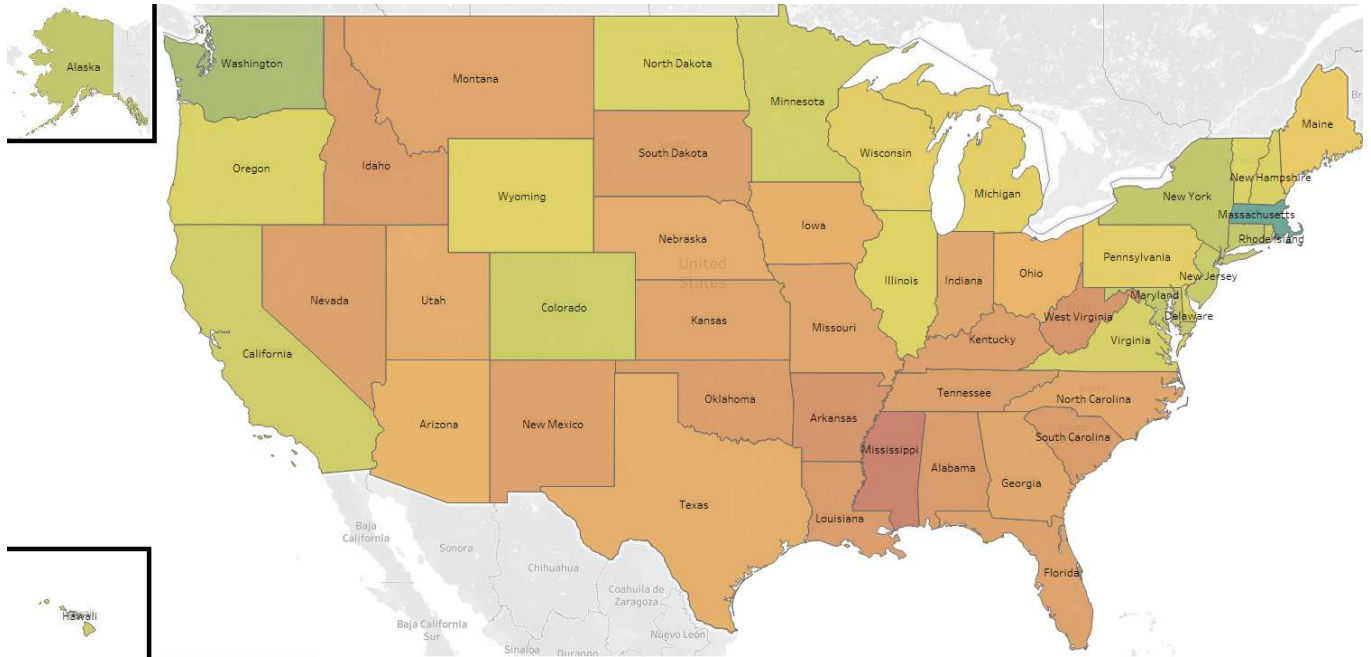 Alaska
Washington
Montana
North Dakota
Minnesota
Maine
Oregon
Idaho
South Dakota
Wisconsin
Michigan
New Hampshire
New York
Massachusetts
Rhode Island
Wyoming
Nebraska
Iowa
Pennsylvania
New Jersey
United
States
Illinois
Indiana
Ohio
Maryland
Delaware
Nevada
Utah
Colorado
Kansas
Missouri
West Virginia
Kentucky
Virginia
California
Arizona
New Mexico
Oklahoma
Arkansas
Tennessee
North Carolina
South Carolina
Mississippi
Alabama
Georgia
Texas
Louisiana
Florida
Baja
California
Sonora
Chihuahua
Coahuila de
Zaragoza
Baja California
Sur
Nuevo León
Sinaloa
Durango
Hawaii